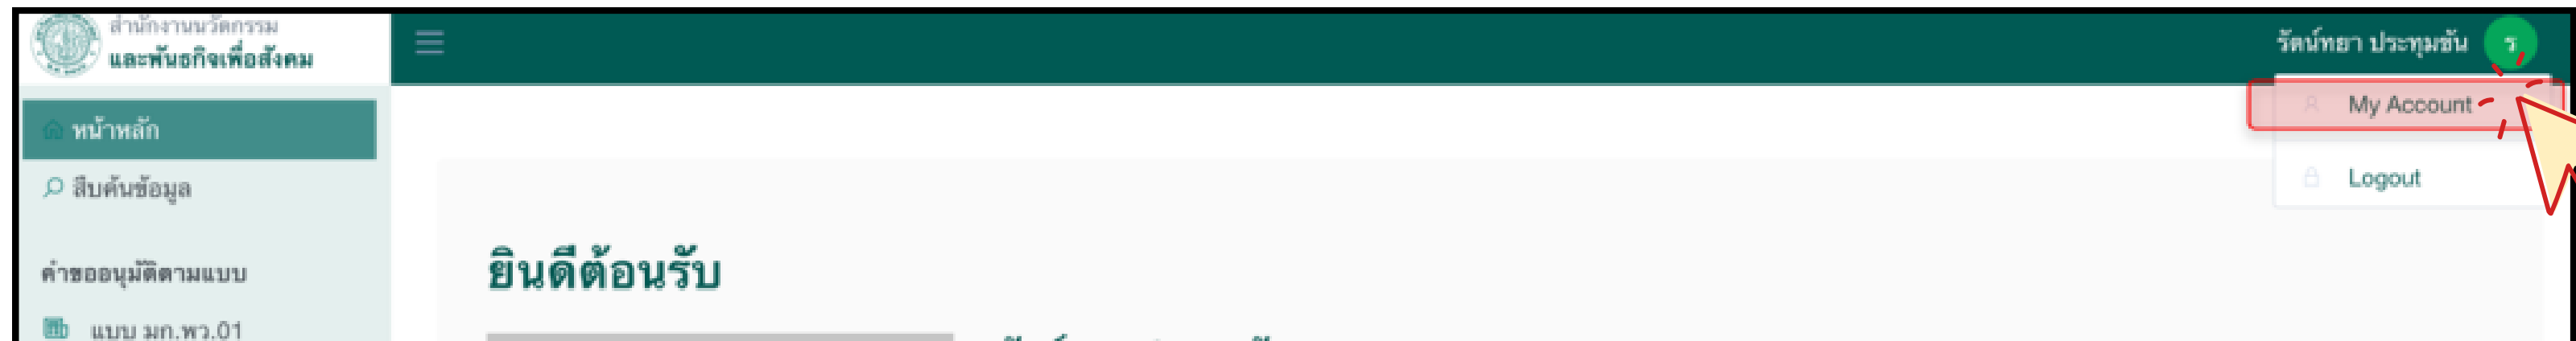 สำนักงานนวัตกรรม
และพันธกิจเพื่อสังคม
รัตน์ทยา ประทุมชัน ร
หน้าหลัก
My Account
สืบค้นข้อมูล
Logout
คำขออนุมัติตามแบบ
ยินดีต้อนรับ
แบบ มก.พว.01